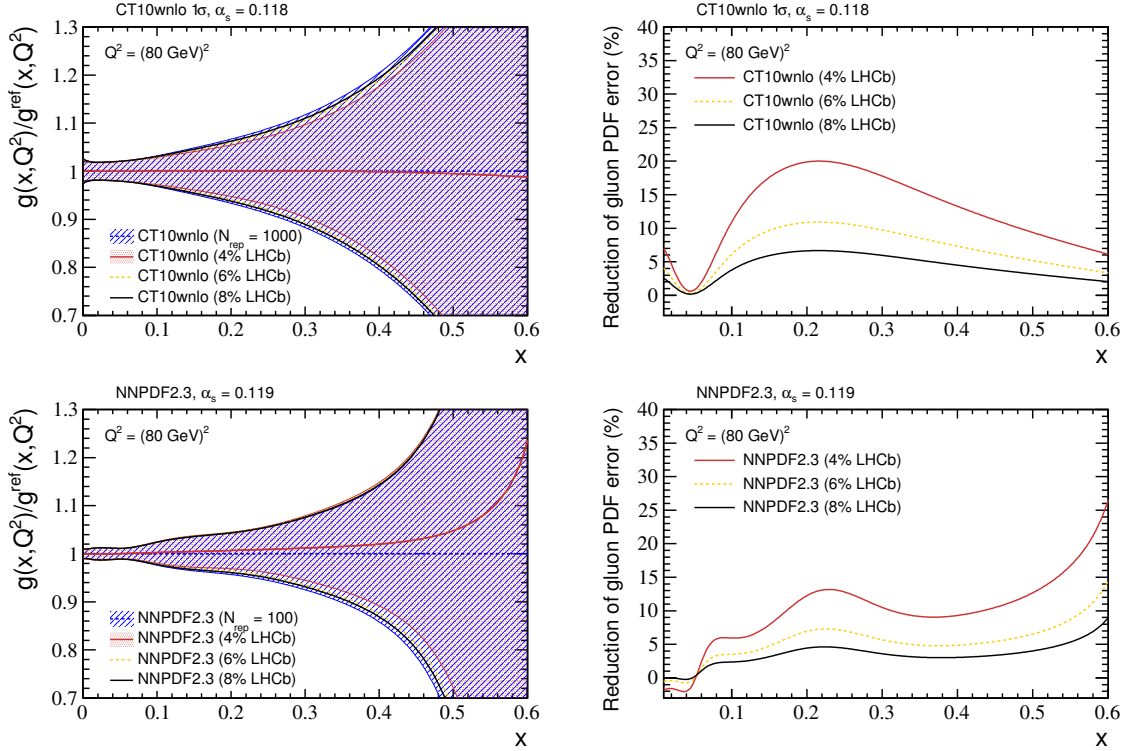 CT10wnlo 1σ, α_s = 0.118
g(x,Q²)/g^ref(x,Q²)
1.3
1.2
1.1
1
0.9
0.8
0.7
Q² = (80 GeV)²
CT10wnlo (N_rep = 1000)
CT10wnlo (4% LHCb)
CT10wnlo (6% LHCb)
CT10wnlo (8% LHCb)
0 0.1 0.2 0.3 0.4 0.5 0.6
x
CT10wnlo 1σ, α_s = 0.118
Reduction of gluon PDF error (%)
40
35
30
25
20
15
10
5
0
Q² = (80 GeV)²
CT10wnlo (4% LHCb)
CT10wnlo (6% LHCb)
CT10wnlo (8% LHCb)
0.1 0.2 0.3 0.4 0.5 0.6
x
NNPDF2.3, α_s = 0.119
g(x,Q²)/g^ref(x,Q²)
1.3
1.2
1.1
1
0.9
0.8
0.7
Q² = (80 GeV)²
NNPDF2.3 (N_rep = 100)
NNPDF2.3 (4% LHCb)
NNPDF2.3 (6% LHCb)
NNPDF2.3 (8% LHCb)
0 0.1 0.2 0.3 0.4 0.5 0.6
x
NNPDF2.3, α_s = 0.119
Reduction of gluon PDF error (%)
40
35
30
25
20
15
10
5
0
Q² = (80 GeV)²
NNPDF2.3 (4% LHCb)
NNPDF2.3 (6% LHCb)
NNPDF2.3 (8% LHCb)
0.1 0.2 0.3 0.4 0.5 0.6
x